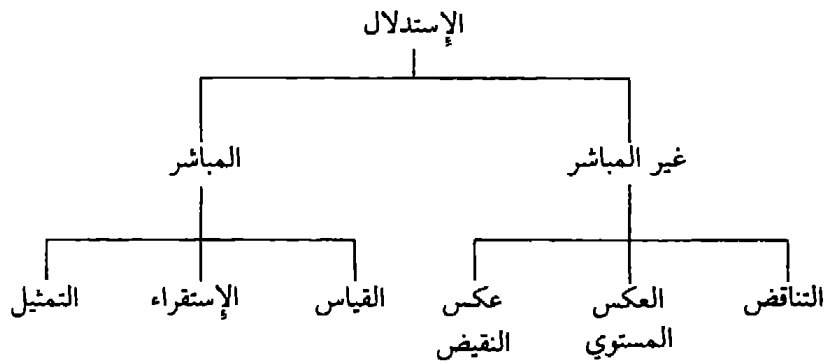 الإستدلال
غير المباشر
المباشر
التناقض
العكس المستوي
عكس النقيض
القياس
الإستقراء
التمثيل